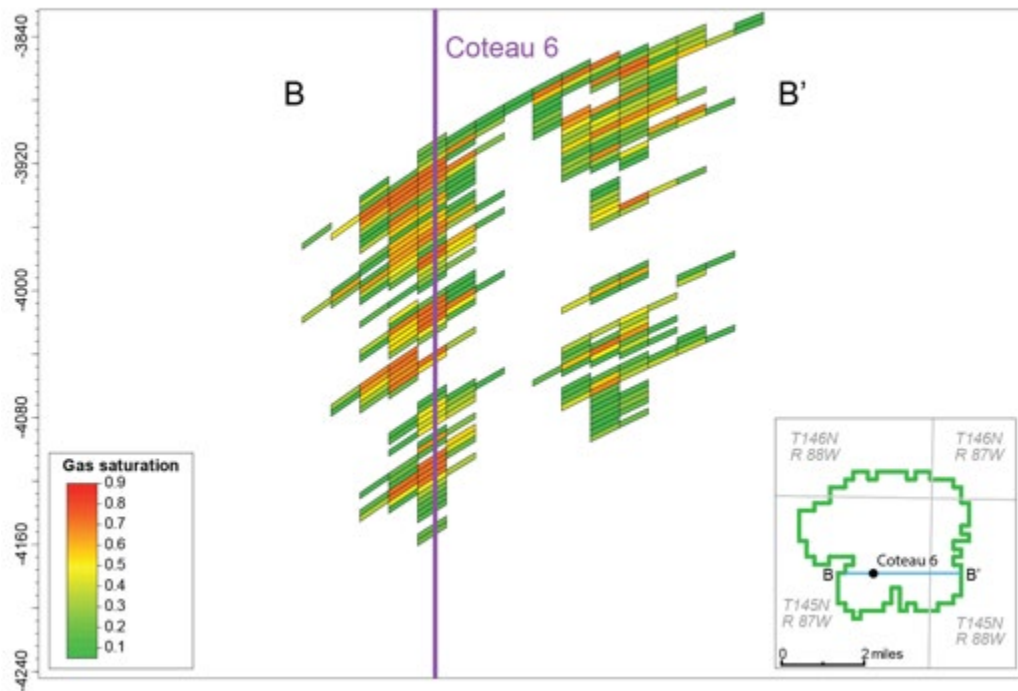 B
Coteau 6
B'
-3840
-3920
-4000
-4080
-4160
-4240
Gas saturation
0.9
0.8
0.7
0.6
0.5
0.4
0.3
0.2
0.1
T146N
R 88W
T146N
R 87W
Coteau 6
B
B'
T145N
R 87W
T145N
R 88W
0
2 miles